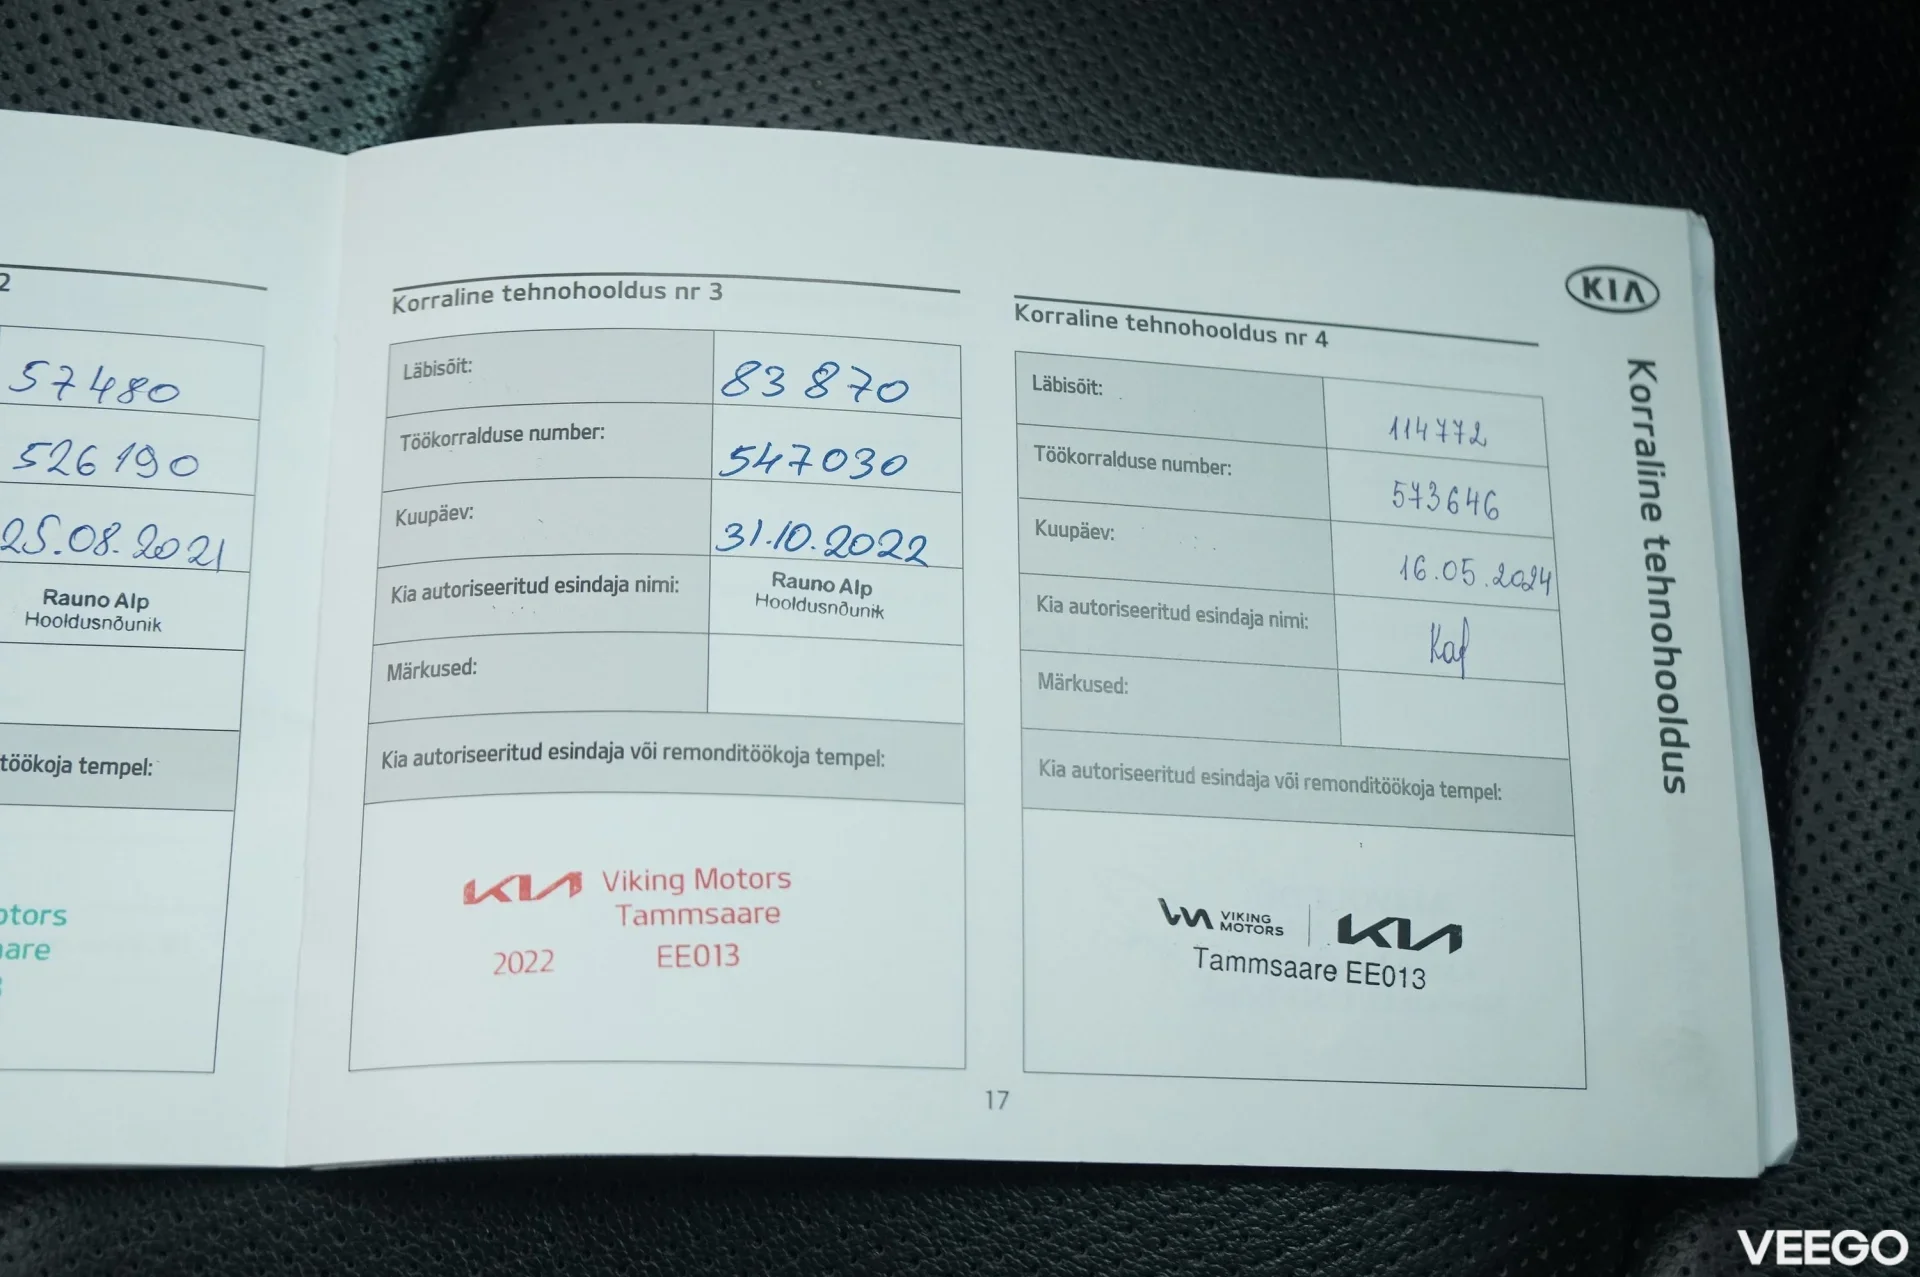 2
57480
526190
25.08.2021
Rauno Alp
Hooldusnõunik
töökoja tempel:
otors
aare
Korraline tehnohooldus nr 3
Läbisõit: 83 870
Töökorralduse number: 547030
Kuupäev: 31.10.2022
Kia autoriseeritud esindaja nimi: Rauno Alp
Hooldusnõunik
Märkused:
Kia autoriseeritud esindaja või remonditöökoja tempel:
KIA Viking Motors
Tammsaare
2022 EE013
Korraline tehnohooldus nr 4
Läbisõit: 114772
Töökorralduse number: 573646
Kuupäev: 16.05.2024
Kia autoriseeritud esindaja nimi:
Märkused:
Kia autoriseeritud esindaja või remonditöökoja tempel:
VIKING
MOTORS
KIA
Tammsaare EE013
17
KIA
Korraline tehnohooldus
VEEGO